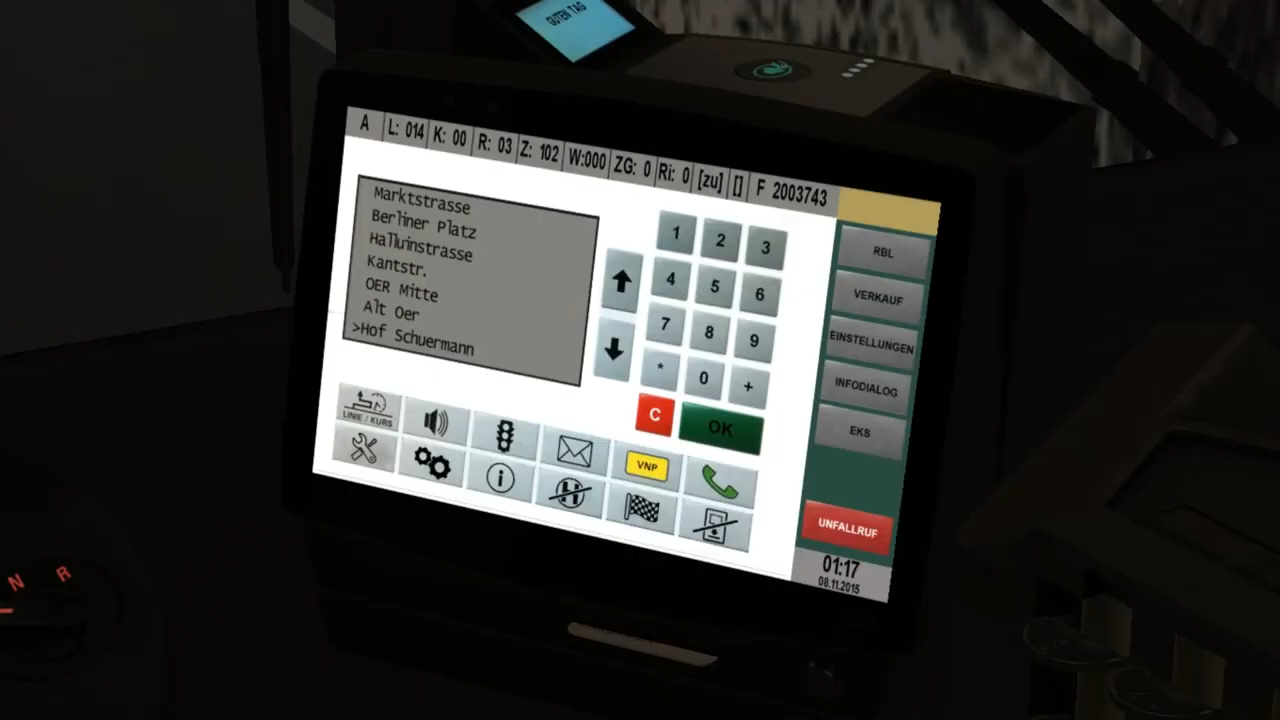 GUTEN TAG
A L: 014 K: 00 R: 03 Z: 102 W:000 ZG: 0 Ri: 0 [zu] [] F 2003743
Marktstrasse
Berliner Platz
Halluinstrasse
Kantstr.
OER Mitte
Alt Oer
>Hof Schuermann
1 2 3
4 5 6
7 8 9
* 0 +
C OK
RBL
VERKAUF
EINSTELLUNGEN
INFODIALOG
EKS
UNFALLRUF
01:17
08.11.2015
LINIE / KURS
VNP
H
N R